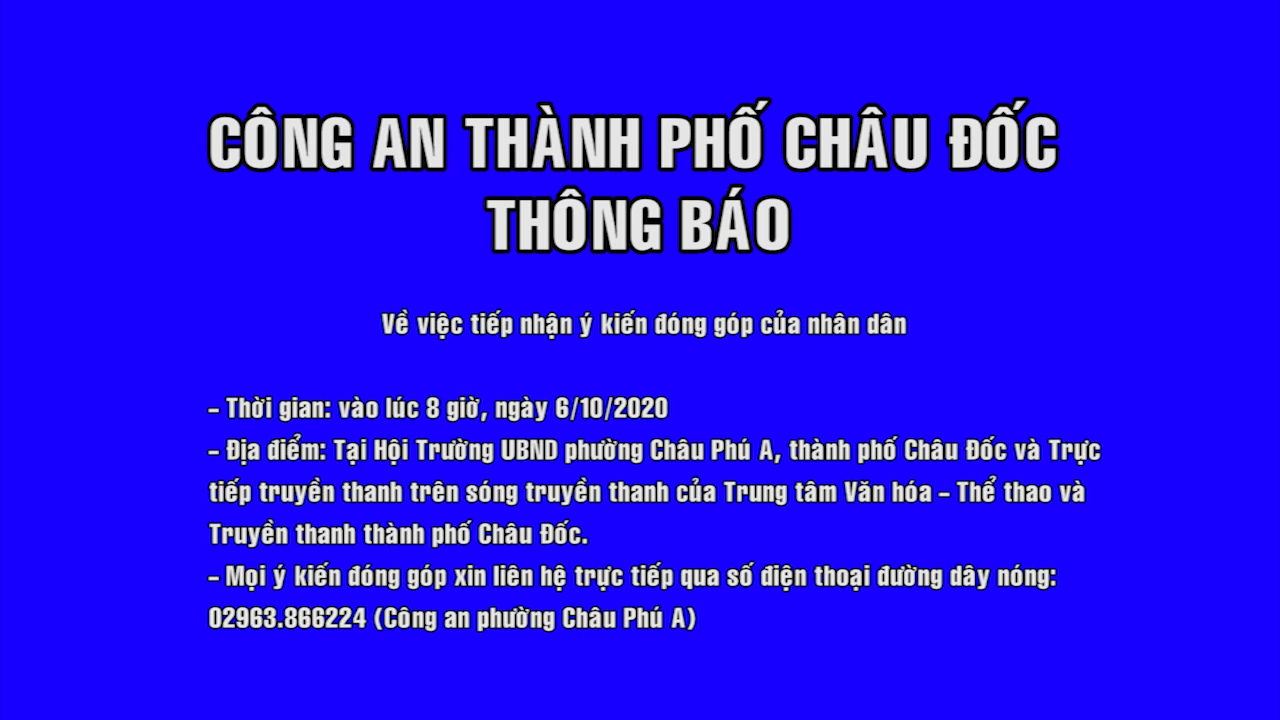 CÔNG AN THÀNH PHỐ CHÂU ĐỐC
THÔNG BÁO
Về việc tiếp nhận ý kiến đóng góp của nhân dân
– Thời gian: vào lúc 8 giờ, ngày 6/10/2020
– Địa điểm: Tại Hội Trường UBND phường Châu Phú A, thành phố Châu Đốc và Trực
tiếp truyền thanh trên sóng truyền thanh của Trung tâm Văn hóa – Thể thao và
Truyền thanh thành phố Châu Đốc.
– Mọi ý kiến đóng góp xin liên hệ trực tiếp qua số điện thoại đường dây nóng:
02963.866224 (Công an phường Châu Phú A)